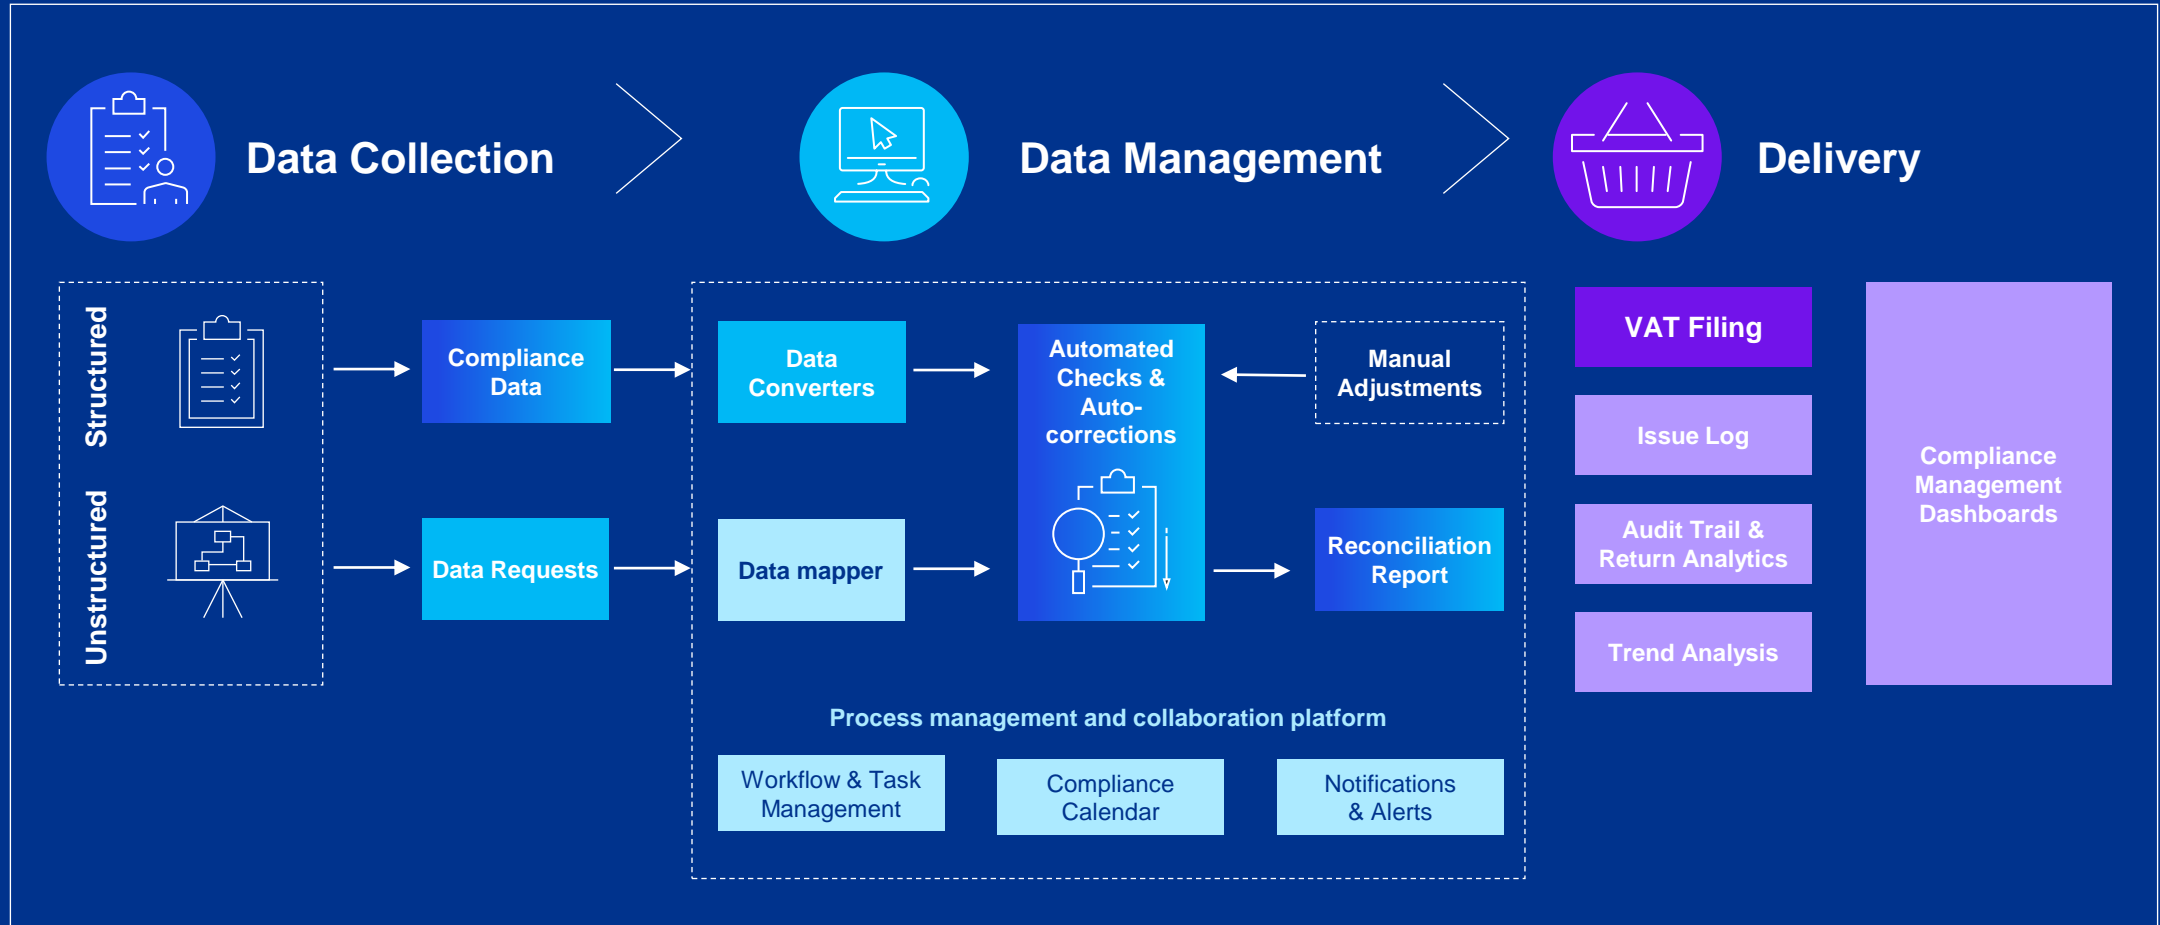 Data Collection
Data Management
Delivery
Structured
Unstructured
Compliance
Data
Data Requests
Data
Converters
Data mapper
Automated
Checks &
Auto-
corrections
Manual
Adjustments
Reconciliation
Report
Process management and collaboration platform
Workflow & Task
Management
Compliance
Calendar
Notifications
& Alerts
VAT Filing
Issue Log
Audit Trail &
Return Analytics
Trend Analysis
Compliance
Management
Dashboards